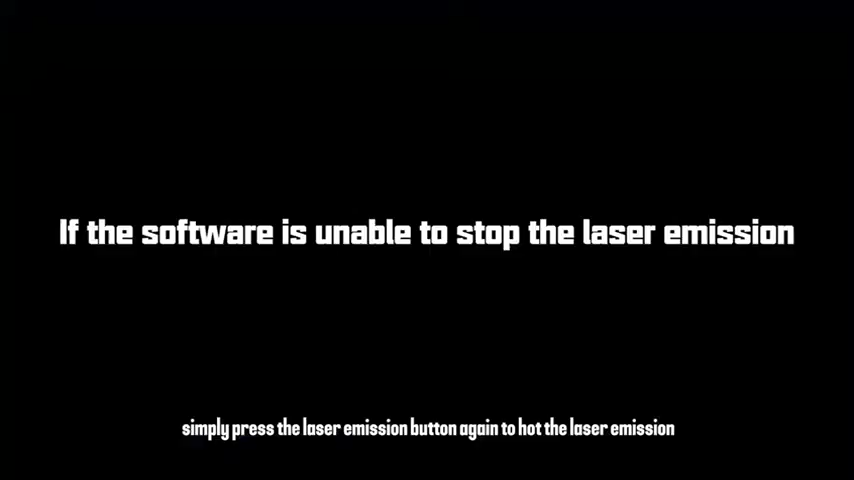 If the software is unable to stop the laser emission
simply press the laser emission button again to hot the laser emission